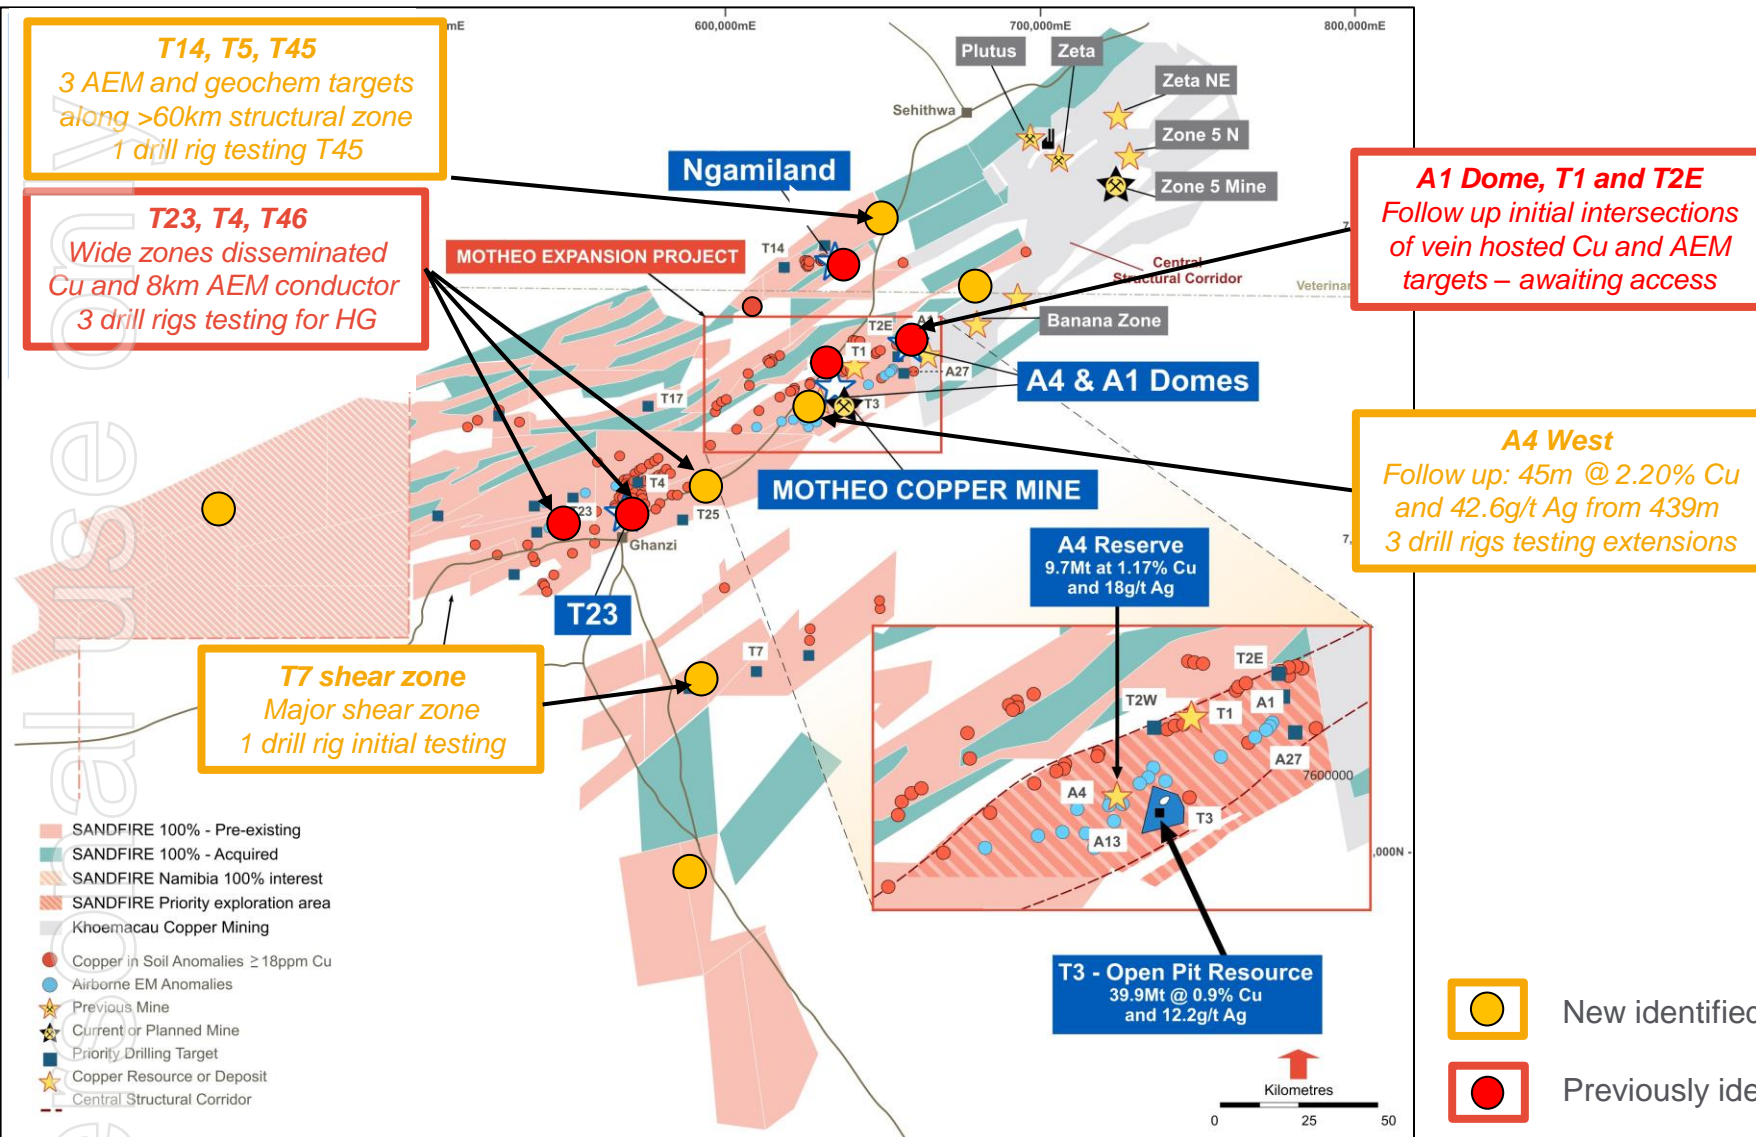 mE
600,000mE
700,000mE
800,000mE
T14, T5, T45
3 AEM and geochem targets
along >60km structural zone
1 drill rig testing T45
T23, T4, T46
Wide zones disseminated
Cu and 8km AEM conductor
3 drill rigs testing for HG
Plutus
Zeta
Zeta NE
Sehithwa
Zone 5 N
Zone 5 Mine
Ngamiland
A1 Dome, T1 and T2E
Follow up initial intersections
of vein hosted Cu and AEM
targets – awaiting access
MOTHEO EXPANSION PROJECT
T14
Central
Structural Corridor
Banana Zone
T2E
T1
A27
A4 & A1 Domes
T17
T3
A4 West
Follow up: 45m @ 2.20% Cu
and 42.6g/t Ag from 439m
3 drill rigs testing extensions
MOTHEO COPPER MINE
T4
T23
T25
Ghanzi
A4 Reserve
9.7Mt at 1.17% Cu
and 18g/t Ag
T23
T7 shear zone
Major shear zone
1 drill rig initial testing
T7
T2E
T2W
T1
A1
A27
7600000
A4
T3
A13
,000N
SANDFIRE 100% - Pre-existing
SANDFIRE 100% - Acquired
SANDFIRE Namibia 100% interest
SANDFIRE Priority exploration area
Khoemacau Copper Mining
Copper in Soil Anomalies ≥ 18ppm Cu
Airborne EM Anomalies
Previous Mine
Current or Planned Mine
Priority Drilling Target
Copper Resource or Deposit
Central Structural Corridor
T3 - Open Pit Resource
39.9Mt @ 0.9% Cu
and 12.2g/t Ag
Kilometres
0 25 50
New identified
Previously ide
rsonal use only